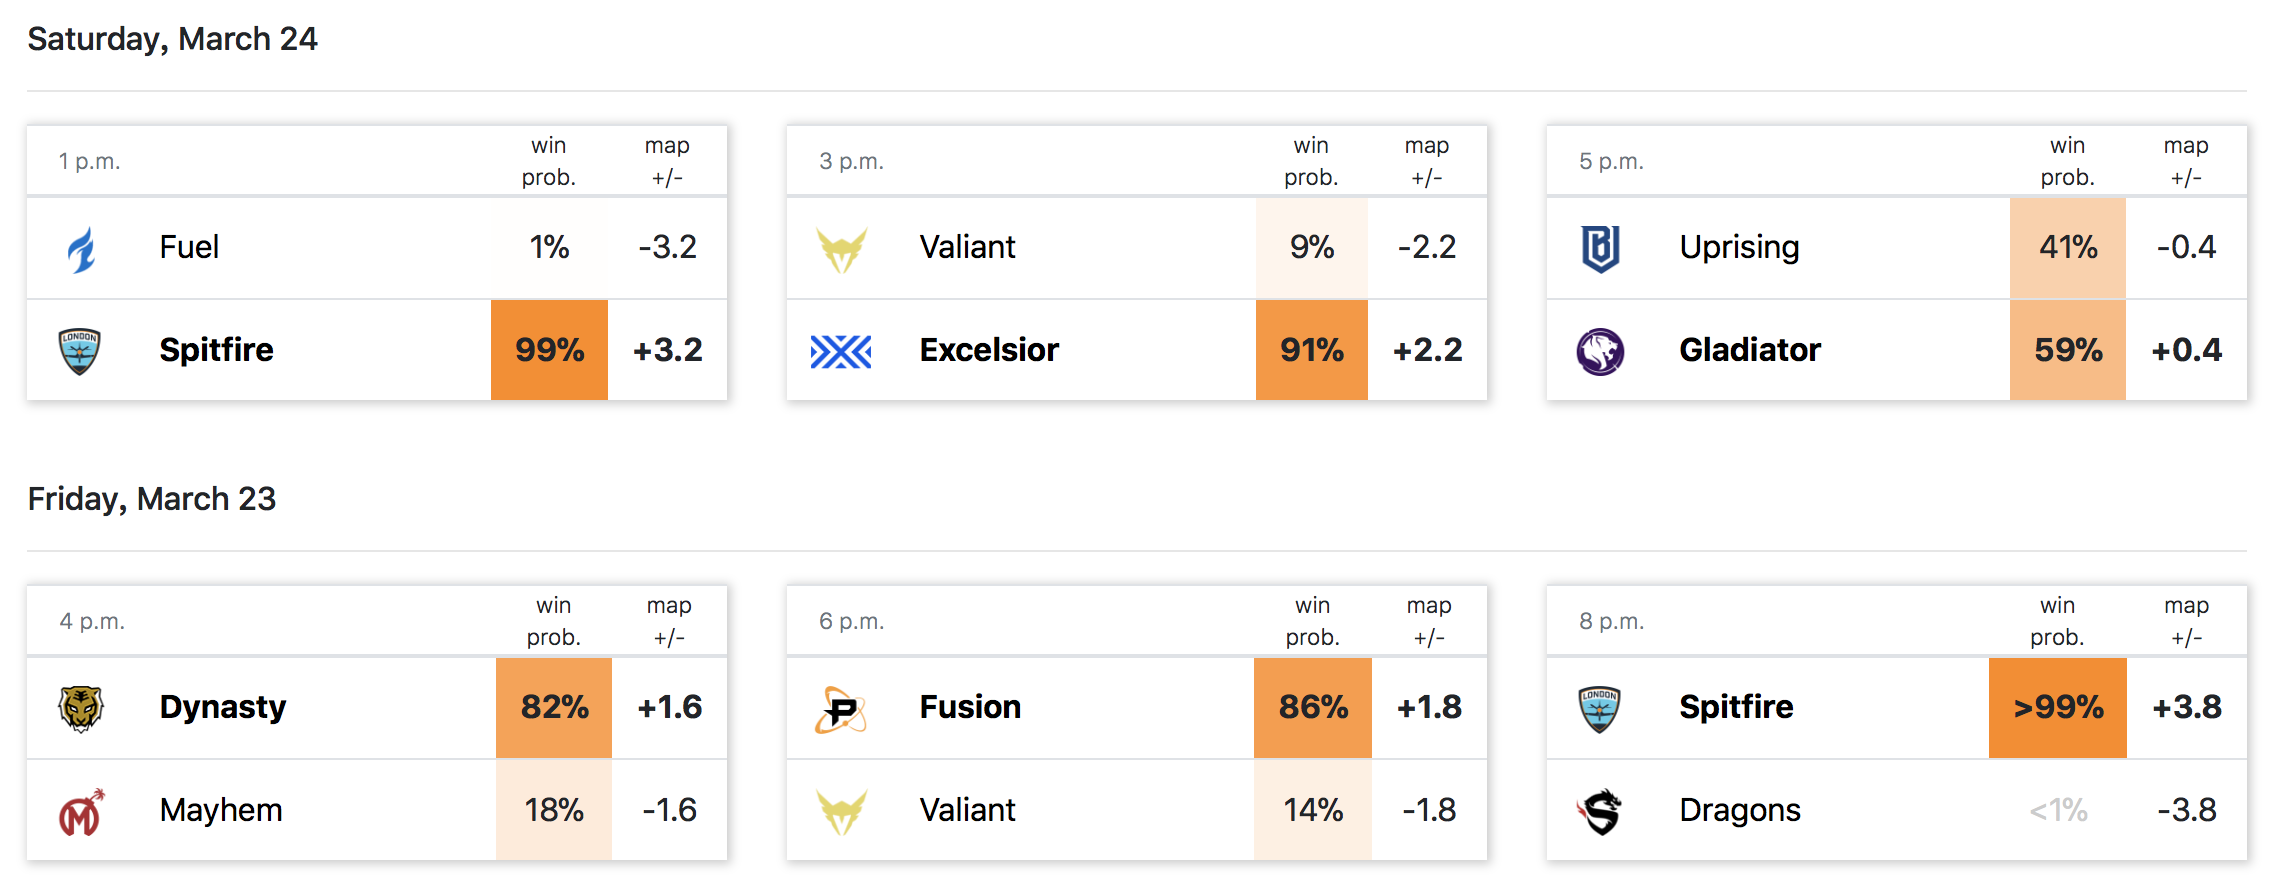 Saturday, March 24
1 p.m. win prob. map +/-
Fuel 1% -3.2
LONDON Spitfire 99% +3.2
3 p.m. win prob. map +/-
Valiant 9% -2.2
Excelsior 91% +2.2
5 p.m. win prob. map +/-
B Uprising 41% -0.4
Gladiator 59% +0.4
Friday, March 23
4 p.m. win prob. map +/-
Dynasty 82% +1.6
M Mayhem 18% -1.6
6 p.m. win prob. map +/-
P Fusion 86% +1.8
Valiant 14% -1.8
8 p.m. win prob. map +/-
LONDON Spitfire >99% +3.8
S Dragons <1% -3.8